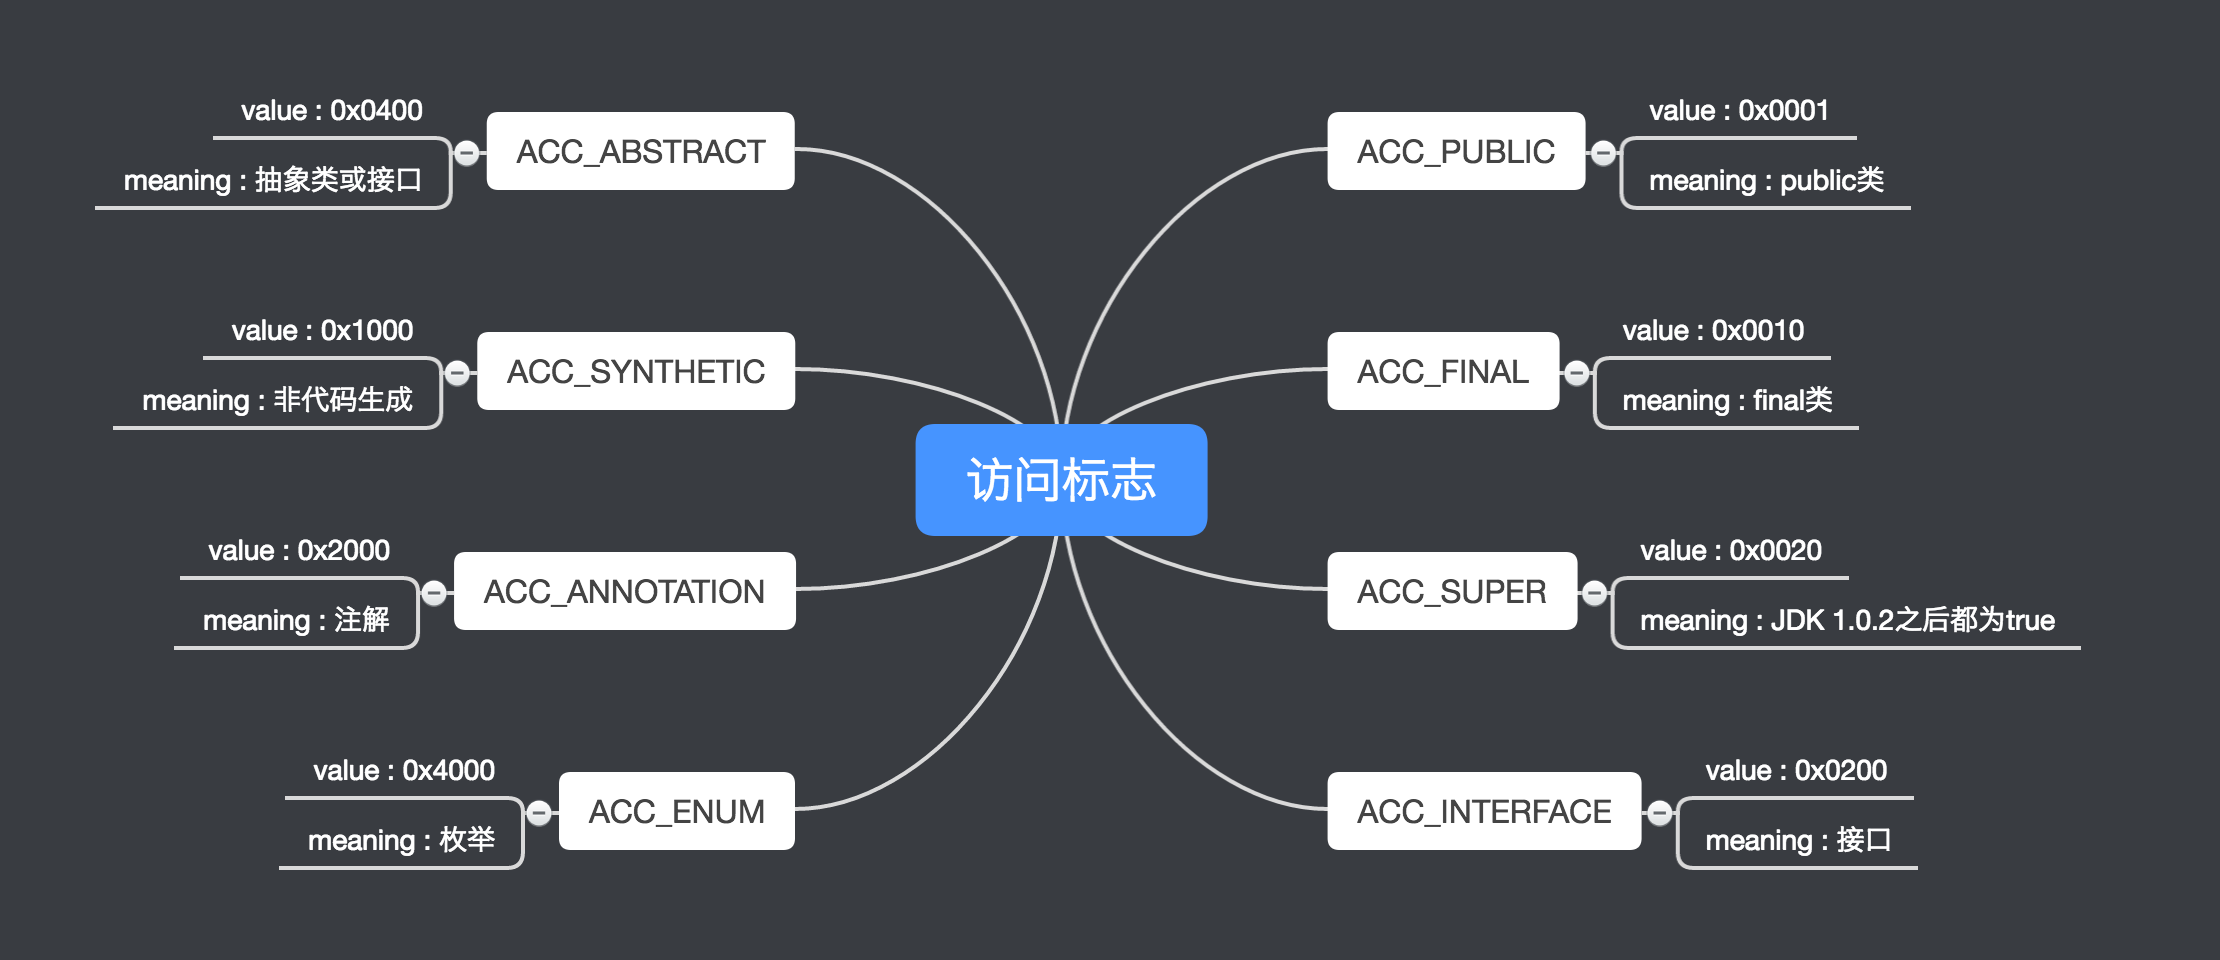 访问标志
ACC_PUBLIC
value : 0x0001
meaning : public类
ACC_FINAL
value : 0x0010
meaning : final类
ACC_SUPER
value : 0x0020
meaning : JDK 1.0.2之后都为true
ACC_INTERFACE
value : 0x0200
meaning : 接口
ACC_ABSTRACT
value : 0x0400
meaning : 抽象类或接口
ACC_SYNTHETIC
value : 0x1000
meaning : 非代码生成
ACC_ANNOTATION
value : 0x2000
meaning : 注解
ACC_ENUM
value : 0x4000
meaning : 枚举